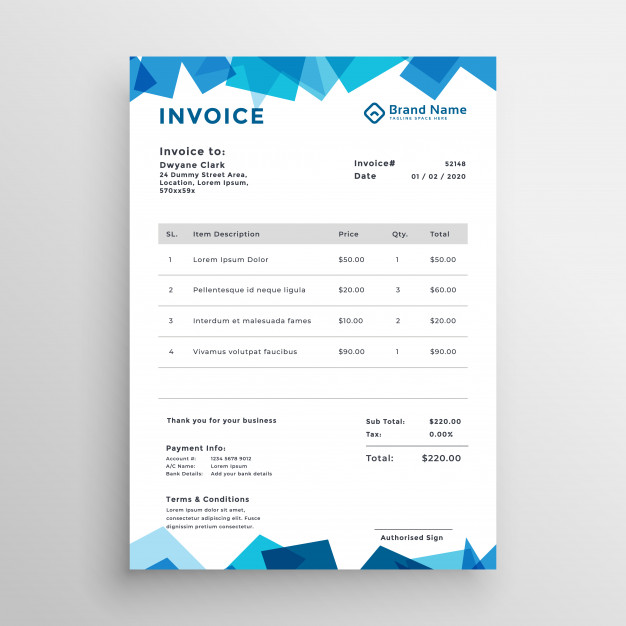 INVOICE
Brand Name
TAGLINE SPACE HERE
Invoice to:
Dwyane Clark
24 Dummy Street Area,
Location, Lorem Ipsum,
570xx59x
Invoice# 52148
Date 01 / 02 / 2020
SL. Item Description Price Qty. Total
1 Lorem Ipsum Dolor $50.00 1 $50.00
2 Pellentesque id neque ligula $20.00 3 $60.00
3 Interdum et malesuada fames $10.00 2 $20.00
4 Vivamus volutpat faucibus $90.00 1 $90.00
Thank you for your business
Sub Total: $220.00
Tax: 0.00%
Total: $220.00
Payment Info:
Account #: 1234 5678 9012
A/C Name: Lorem Ipsum
Bank Details: Add your bank details
Terms & Conditions
Lorem ipsum dolor sit amet,
consectetur adipiscing elit. Fusce
dignissim pretium consectetur.
Authorised Sign